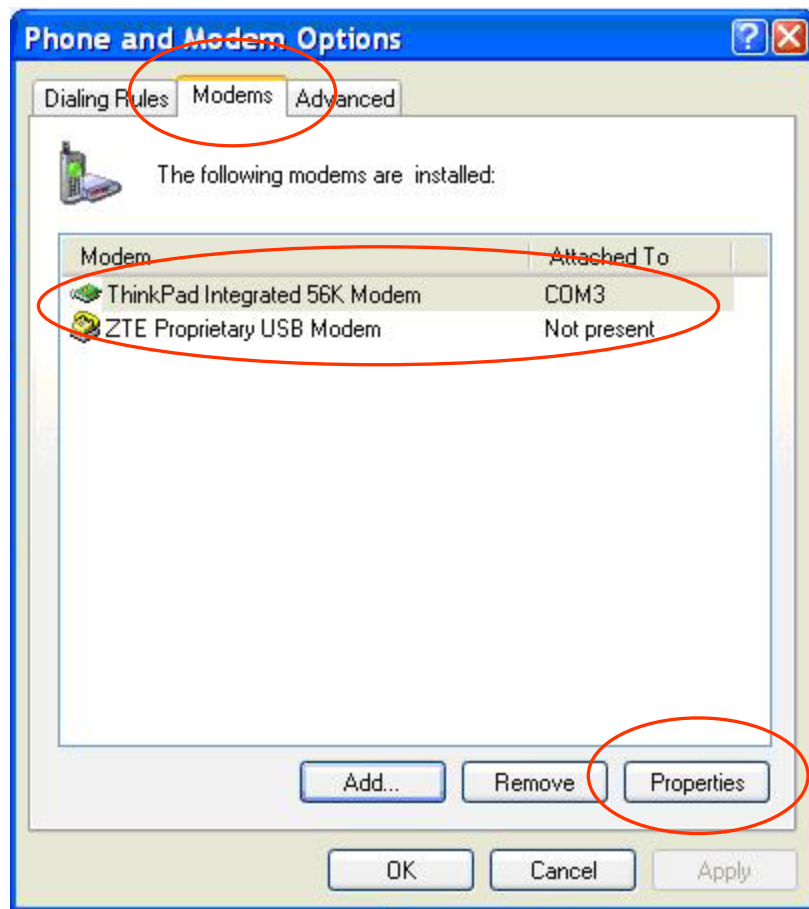 Phone and Modem Options
Dialing Rules Modems Advanced
The following modems are installed:
Modem Attached To
ThinkPad Integrated 56K Modem COM3
ZTE Proprietary USB Modem Not present
Add... Remove Properties
OK Cancel Apply